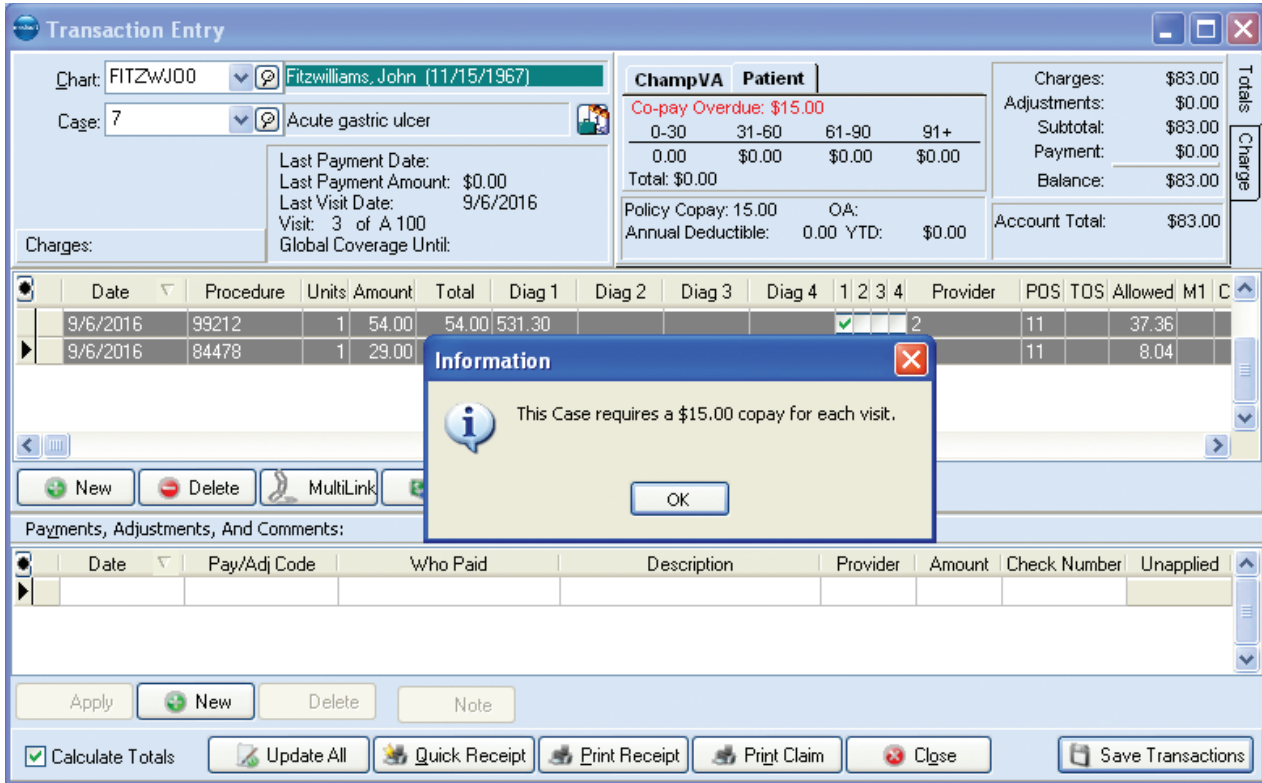 Transaction Entry
Chart: FITZWJO0 Fitzwilliams, John (11/15/1967)
Case: 7 Acute gastric ulcer
Last Payment Date:
Last Payment Amount: $0.00
Last Visit Date: 9/6/2016
Visit: 3 of A 100
Global Coverage Until:
Charges:
ChampVA Patient
Co-pay Overdue: $15.00
0-30 31-60 61-90 91+
0.00 $0.00 $0.00 $0.00
Total: $0.00
Policy Copay: 15.00 OA:
Annual Deductible: 0.00 YTD: $0.00
Charges: $83.00
Adjustments: $0.00
Subtotal: $83.00
Payment: $0.00
Balance: $83.00
Account Total: $83.00
Totals
Charge
Date Procedure Units Amount Total Diag 1 Diag 2 Diag 3 Diag 4 1 2 3 4 Provider POS TOS Allowed M1 C
9/6/2016 99212 1 54.00 54.00 531.30 2 11 37.36
9/6/2016 84478 1 29.00 11 8.04
Information
This Case requires a $15.00 copay for each visit.
OK
New Delete MultiLink
Payments, Adjustments, And Comments:
Date Pay/Adj Code Who Paid Description Provider Amount Check Number Unapplied
Apply New Delete Note
Calculate Totals Update All Quick Receipt Print Receipt Print Claim Close Save Transactions